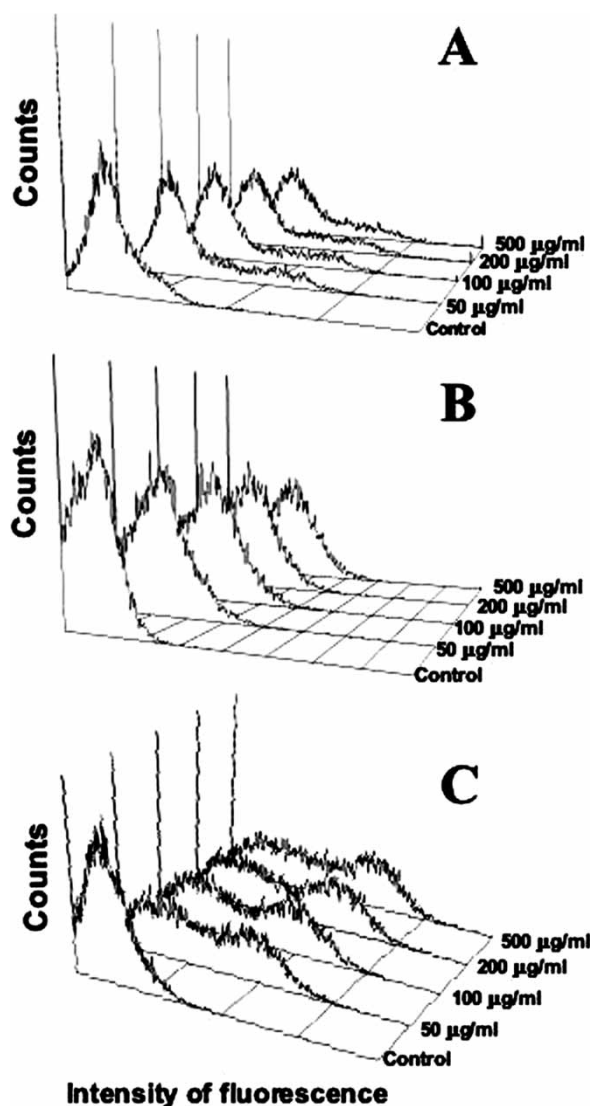 A
Counts
500 µg/ml
200 µg/ml
100 µg/ml
50 µg/ml
Control
B
Counts
500 µg/ml
200 µg/ml
100 µg/ml
50 µg/ml
Control
C
Counts
500 µg/ml
200 µg/ml
100 µg/ml
50 µg/ml
Control
Intensity of fluorescence